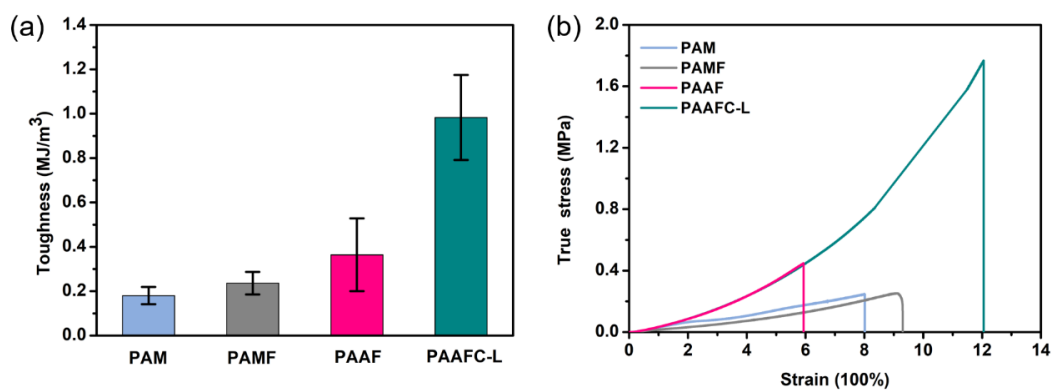 (a)
1.4
1.2
1.0
0.8
0.6
0.4
0.2
0.0
Toughness (MJ/m³)
PAM PAMF PAAF PAAFC-L
(b)
2.0
1.6
1.2
0.8
0.4
0.0
True stress (MPa)
PAM
PAMF
PAAF
PAAFC-L
0 2 4 6 8 10 12 14
Strain (100%)